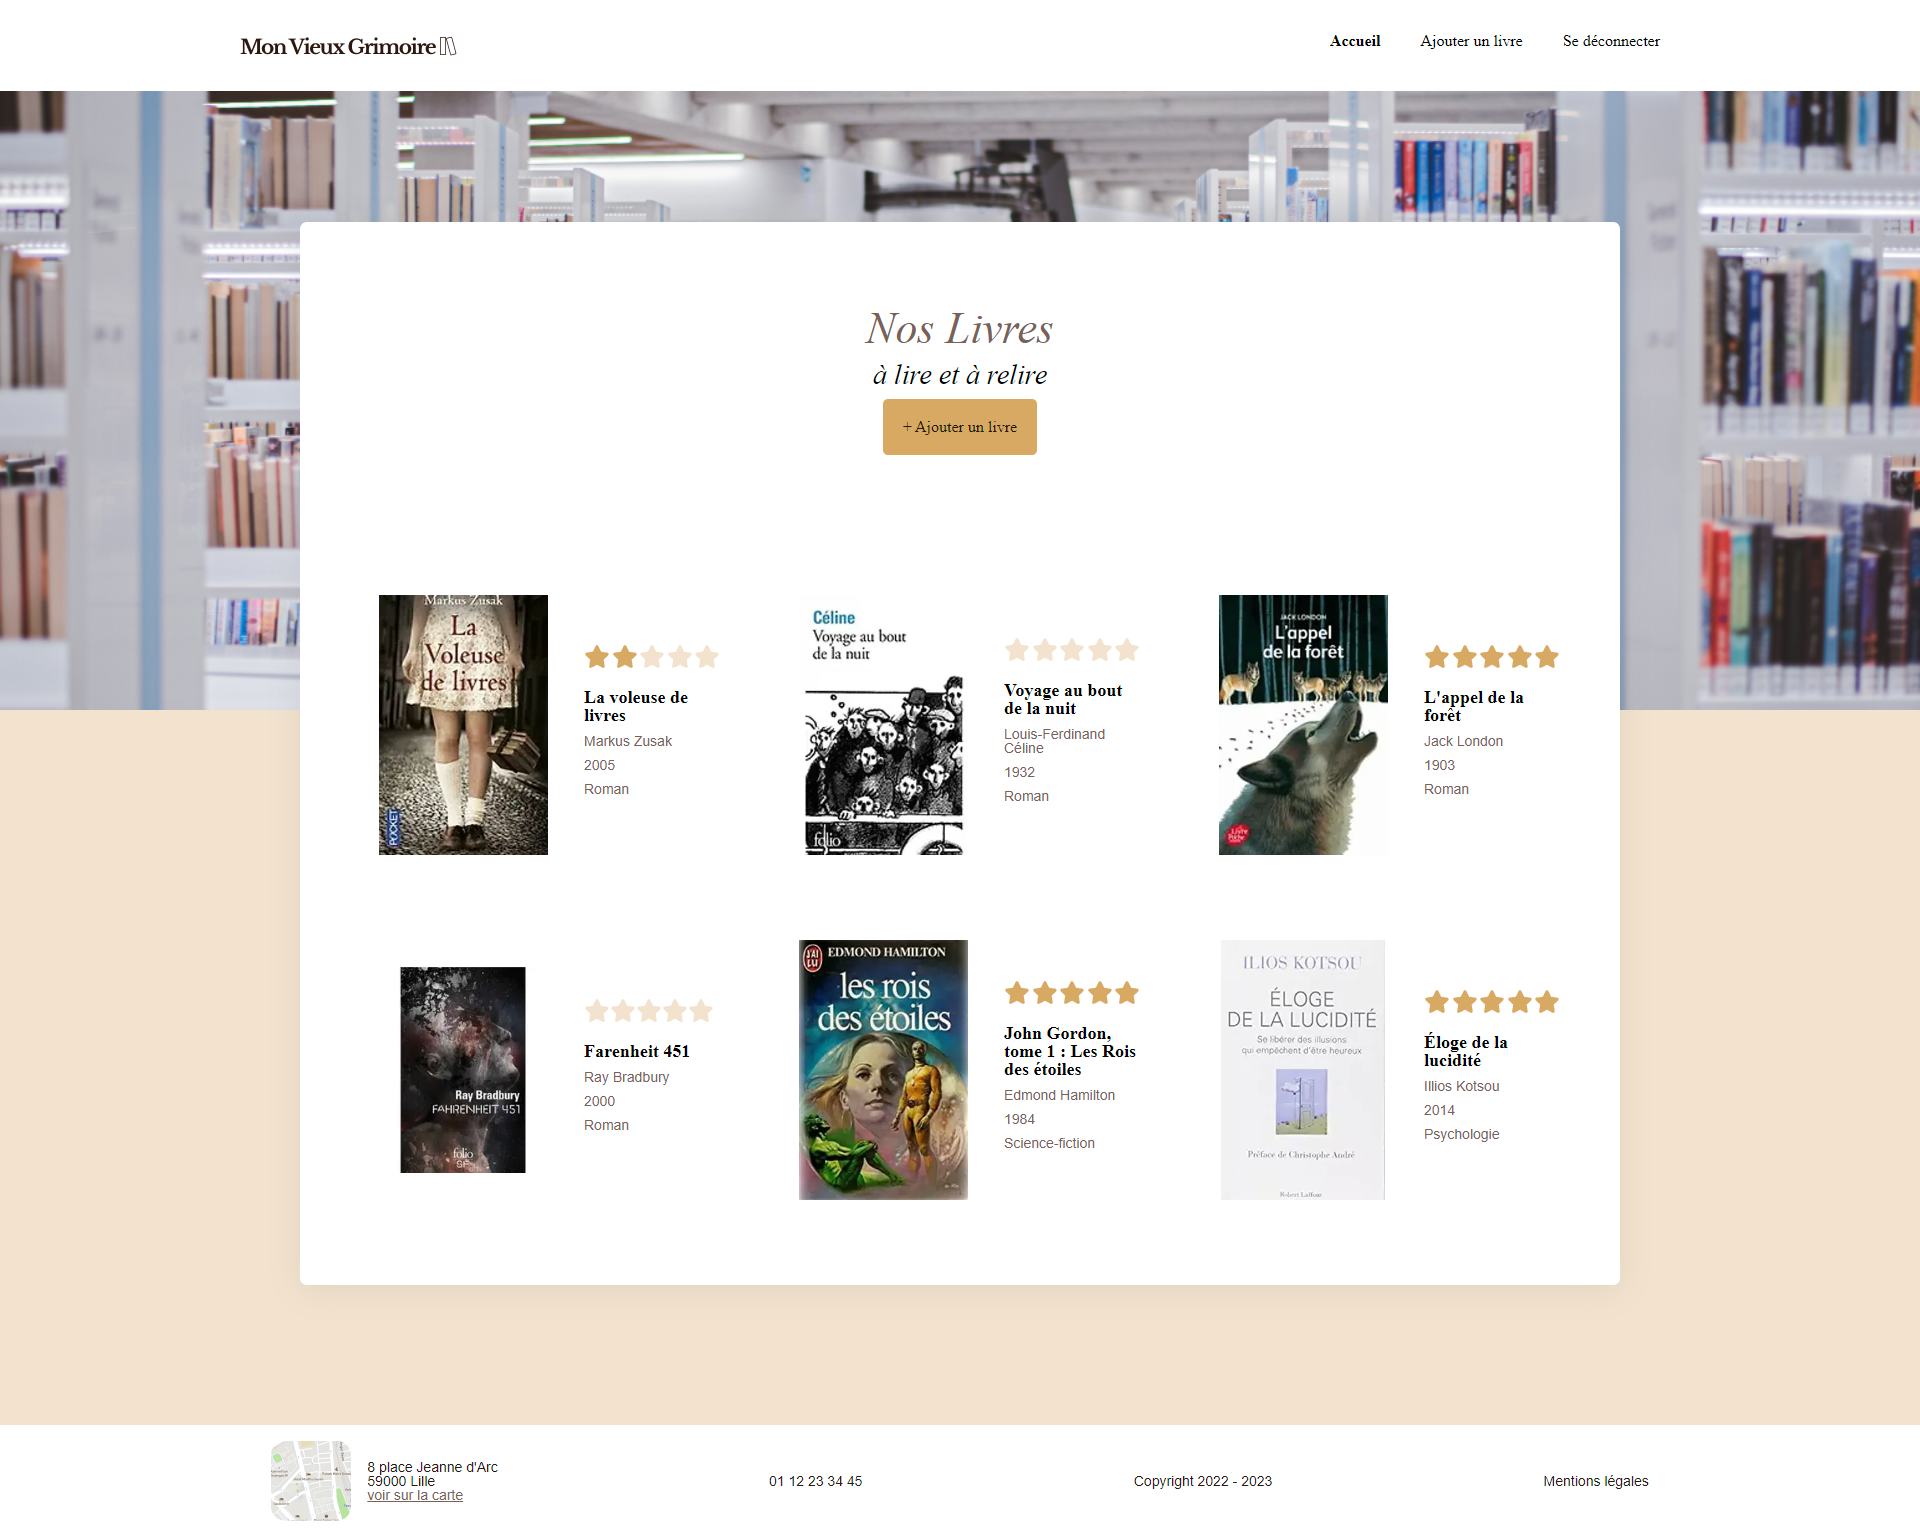 Mon Vieux Grimoire
Accueil
Ajouter un livre
Se déconnecter
Nos Livres
à lire et à relire
+ Ajouter un livre
Markus Zusak
La
Voleuse
de livres
POCKET
La voleuse de
livres
Markus Zusak
2005
Roman
Céline
Voyage au bout
de la nuit
folio
Voyage au bout
de la nuit
Louis-Ferdinand
Céline
1932
Roman
JACK LONDON
L'appel
de la forêt
L'appel de la
forêt
Jack London
1903
Roman
Ray Bradbury
FAHRENHEIT 451
folio
SF
Farenheit 451
Ray Bradbury
2000
Roman
J'AI
LU
EDMOND HAMILTON
les rois
des étoiles
John Gordon,
tome 1 : Les Rois
des étoiles
Edmond Hamilton
1984
Science-fiction
ILIOS KOTSOU
ÉLOGE
DE LA LUCIDITÉ
Se libérer des illusions
qui empêchent d'être heureux
Préface de Christophe André
Robert Laffont
Éloge de la
lucidité
Illios Kotsou
2014
Psychologie
8 place Jeanne d'Arc
59000 Lille
voir sur la carte
01 12 23 34 45
Copyright 2022 - 2023
Mentions légales